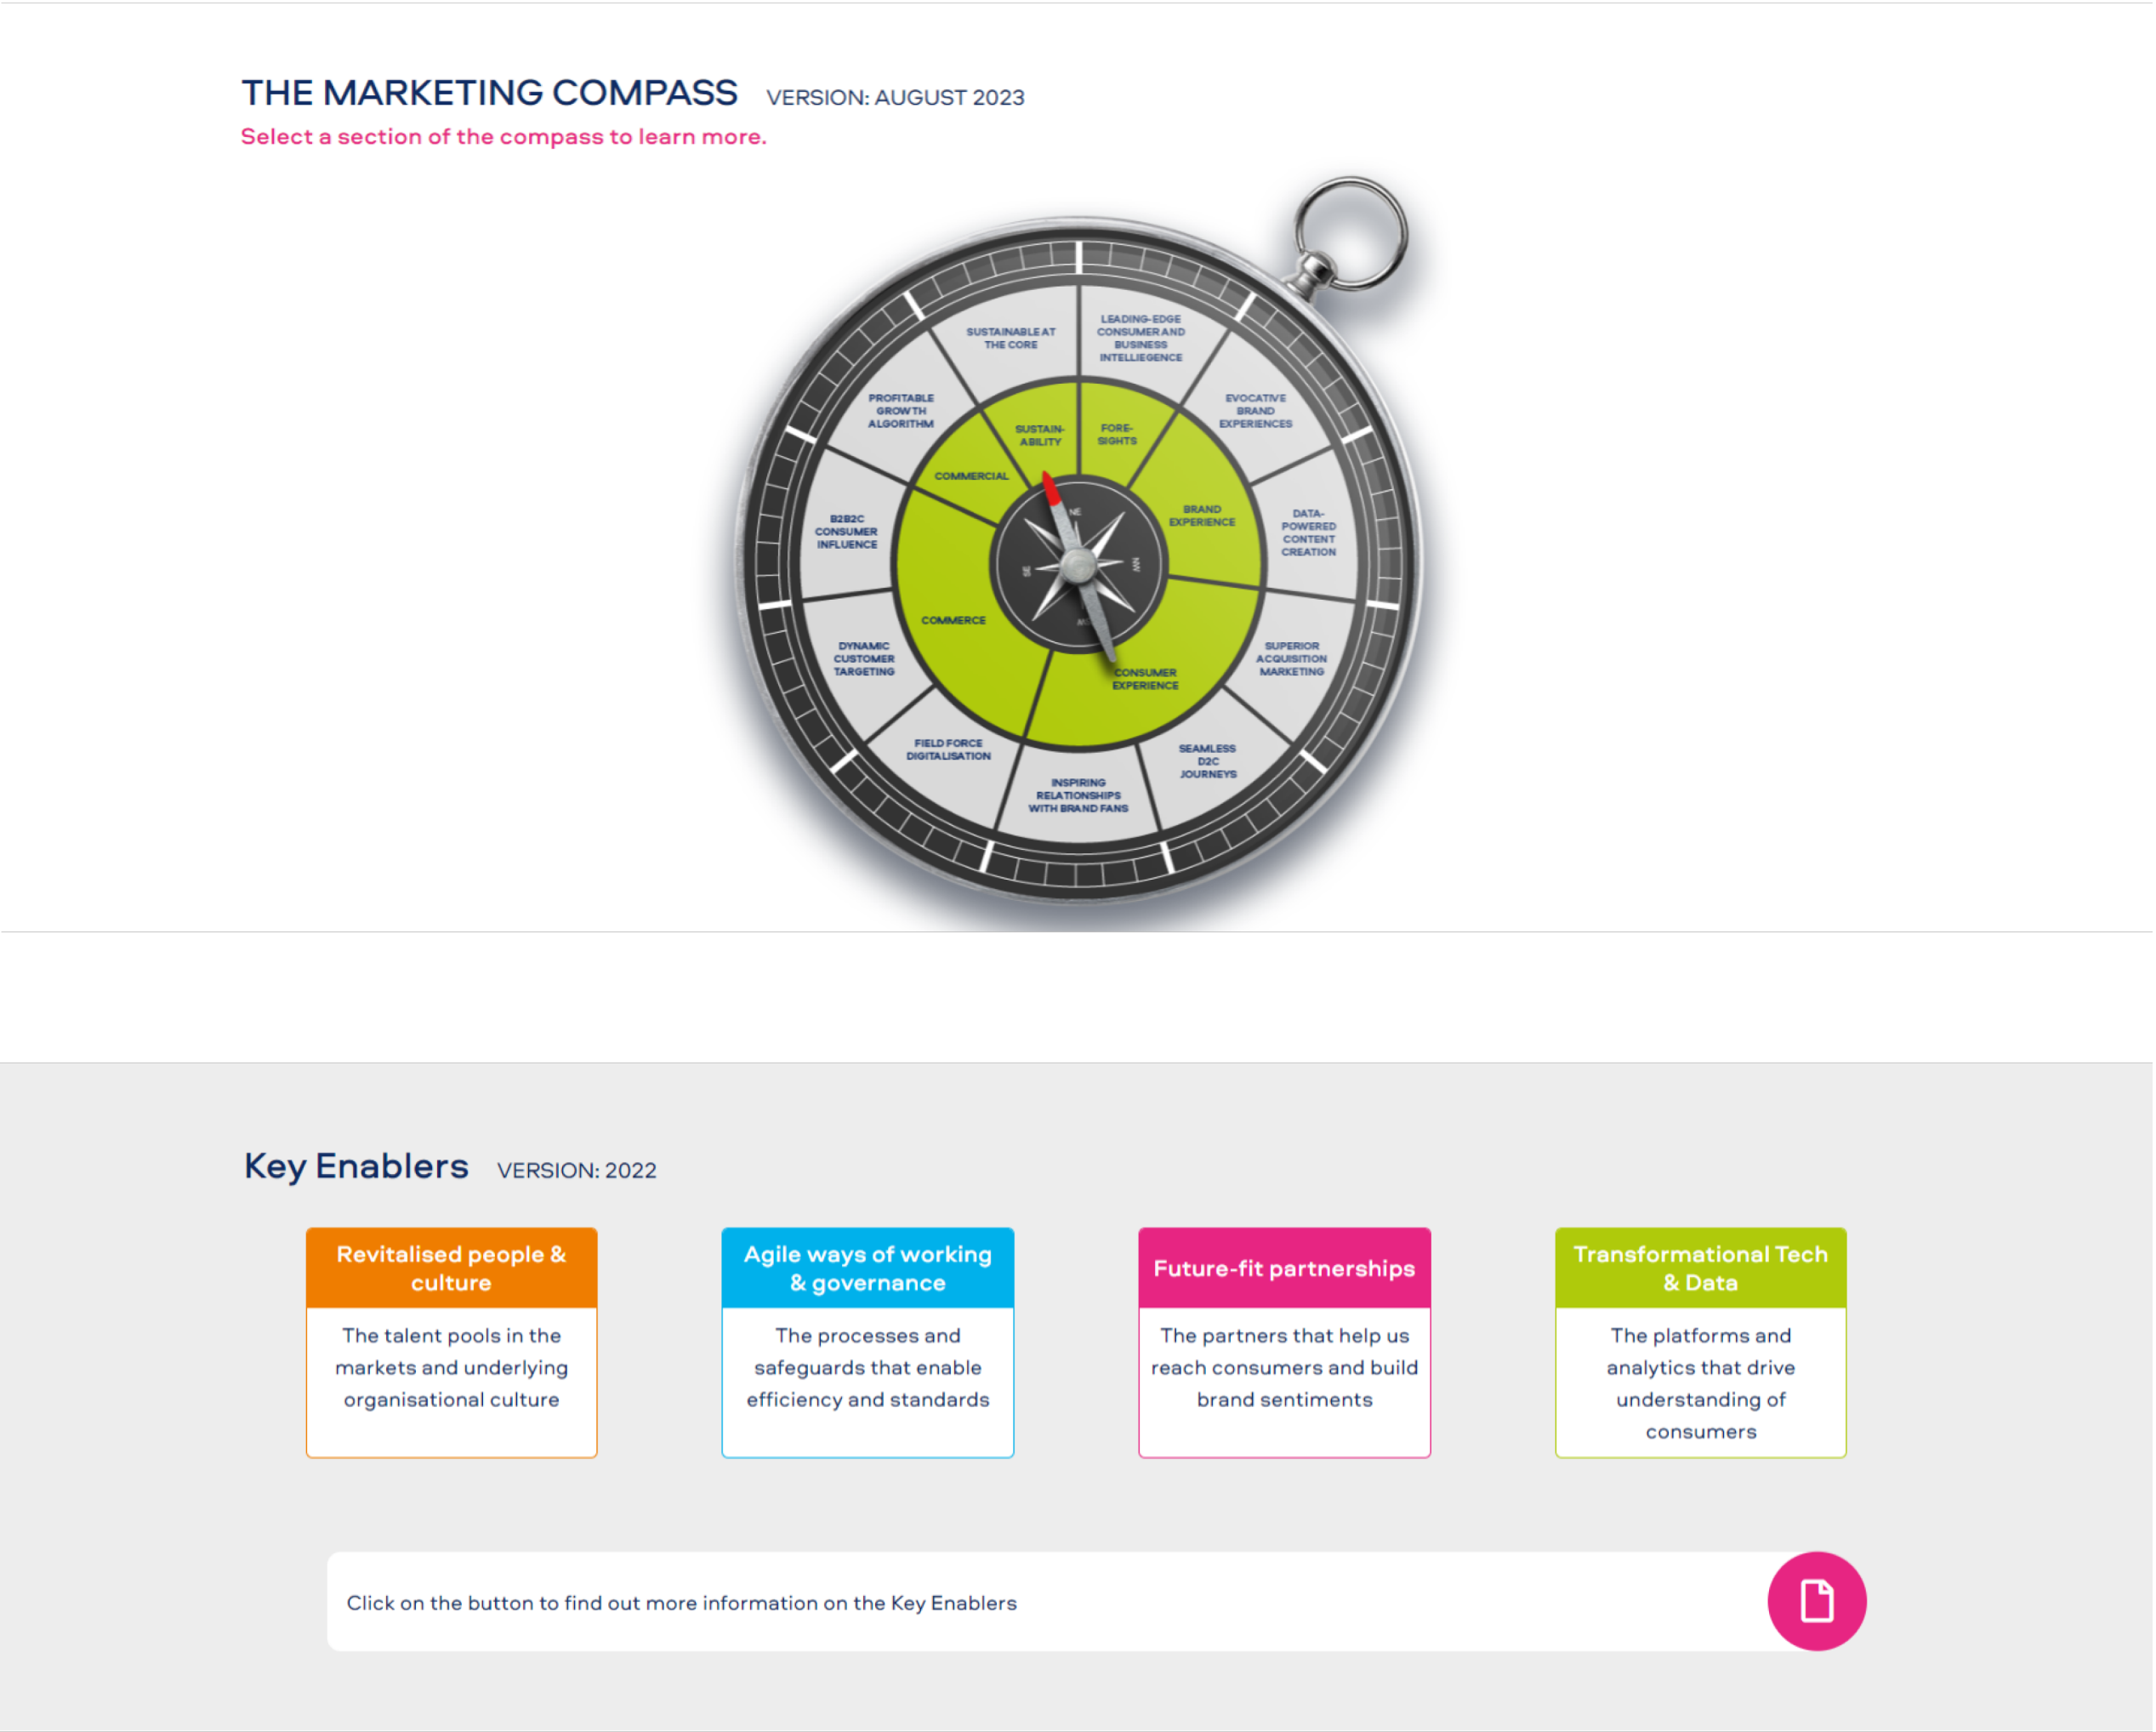 THE MARKETING COMPASS VERSION: AUGUST 2023
Select a section of the compass to learn more.
SUSTAINABLE AT
THE CORE
LEADING-EDGE
CONSUMER AND
BUSINESS
INTELLIEGENCE
PROFITABLE
GROWTH
ALGORITHM
EVOCATIVE
BRAND
EXPERIENCES
SUSTAIN-
ABILITY
FORE-
SIGHTS
COMMERCIAL
BRAND
EXPERIENCE
B2B2C
CONSUMER
INFLUENCE
DATA-
POWERED
CONTENT
CREATION
NE
NW
SE
COMMERCE
CONSUMER
EXPERIENCE
DYNAMIC
CUSTOMER
TARGETING
SUPERIOR
ACQUISITION
MARKETING
FIELD FORCE
DIGITALISATION
INSPIRING
RELATIONSHIPS
WITH BRAND FANS
SEAMLESS
D2C
JOURNEYS
Key Enablers VERSION: 2022
Revitalised people &
culture
The talent pools in the
markets and underlying
organisational culture
Agile ways of working
& governance
The processes and
safeguards that enable
efficiency and standards
Future-fit partnerships
The partners that help us
reach consumers and build
brand sentiments
Transformational Tech
& Data
The platforms and
analytics that drive
understanding of
consumers
Click on the button to find out more information on the Key Enablers